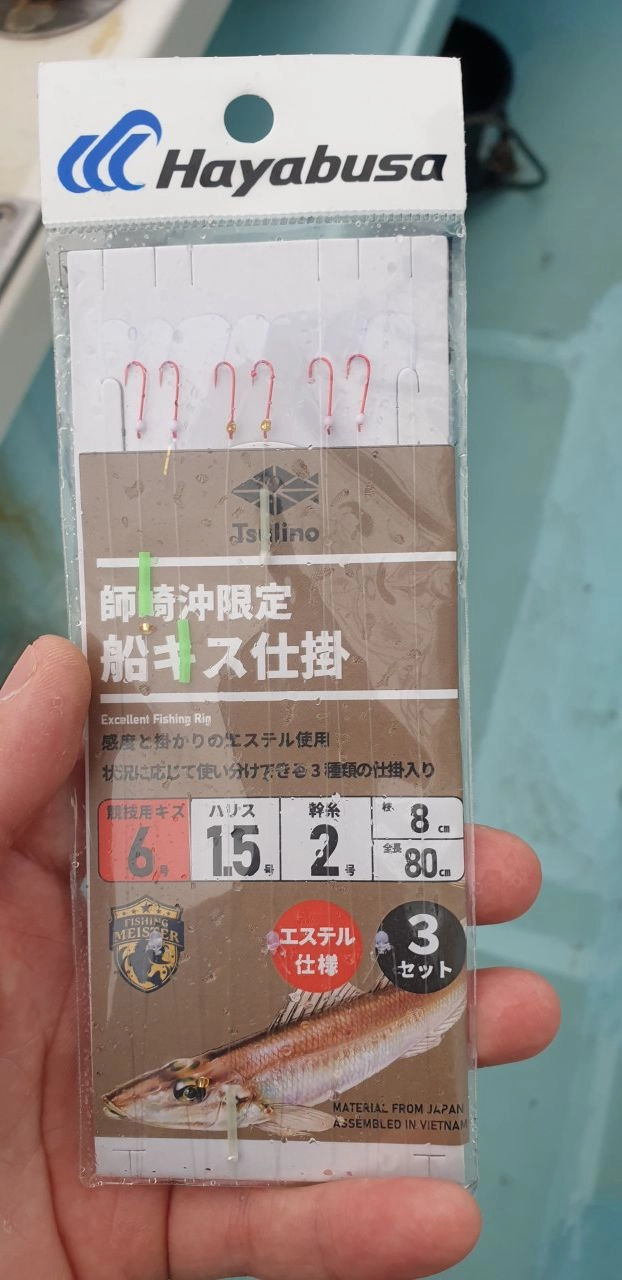 Hayabusa
Tsulino
師崎沖限定
船キス仕掛
Excellent Fishing Rig
感度と掛かりのエステル使用
状況に応じて使い分けできる3種類の仕掛入り
競技用キス
6号
ハリス
1.5号
幹糸
2号
枝 8cm
全長 80cm
FISHING
MEISTER
エステル
仕様
3
セット
MATERIAL FROM JAPAN
ASSEMBLED IN VIETNAM